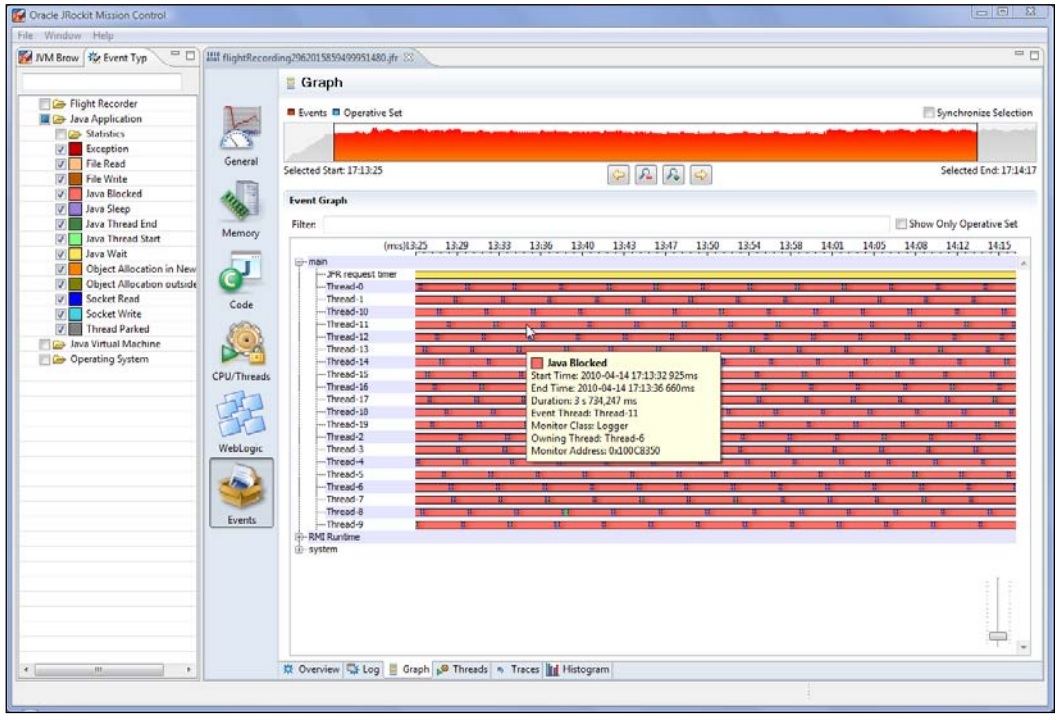 Oracle JRockit Mission Control
File Window Help
JVM Brow
Event Typ
flightRecording2962015859499951480.jfr
Flight Recorder
Java Application
Statistics
Exception
File Read
File Write
Java Blocked
Java Sleep
Java Thread End
Java Thread Start
Java Wait
Object Allocation in New
Object Allocation outside
Socket Read
Socket Write
Thread Parked
Java Virtual Machine
Operating System
General
Memory
Code
CPU/Threads
WebLogic
Events
Graph
Events Operative Set
Synchronize Selection
Selected Start: 17:13:25
Selected End: 17:14:17
Event Graph
Filter:
Show Only Operative Set
(m:s)13:25 13:29 13:33 13:36 13:40 13:43 13:47 13:50 13:54 13:58 14:01 14:05 14:08 14:12 14:15
main
JFR request timer
Thread-0
Thread-1
Thread-10
Thread-11
Thread-12
Thread-13
Thread-14
Thread-15
Thread-16
Thread-17
Thread-18
Thread-19
Thread-2
Thread-3
Thread-4
Thread-5
Thread-6
Thread-7
Thread-8
Thread-9
RMI Runtime
system
Java Blocked
Start Time: 2010-04-14 17:13:32 925ms
End Time: 2010-04-14 17:13:36 660ms
Duration: 3 s 734,247 ms
Event Thread: Thread-11
Monitor Class: Logger
Owning Thread: Thread-6
Monitor Address: 0x100C8350
Overview Log Graph Threads Traces Histogram